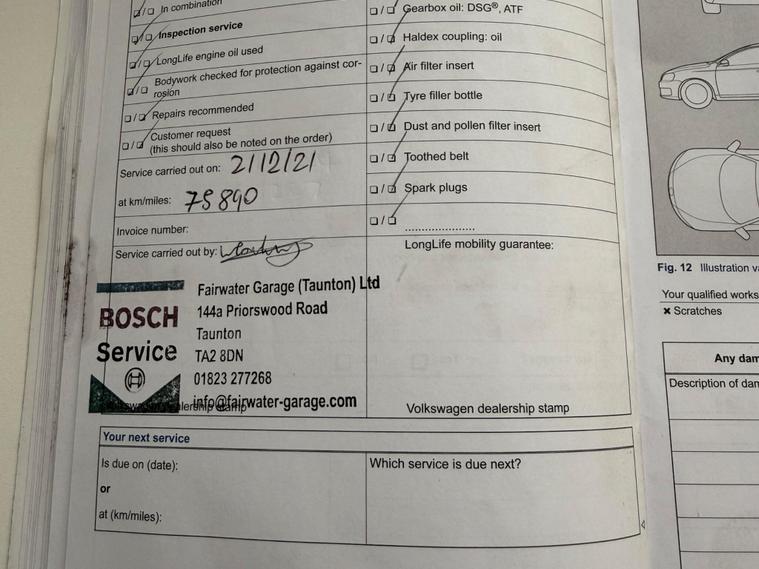 In combination
Inspection service
LongLife engine oil used
Bodywork checked for protection against cor-
rosion
Repairs recommended
Customer request
(this should also be noted on the order)
Service carried out on: 2/12/21
at km/miles: 75890
Invoice number:
Service carried out by:
BOSCH
Service
Fairwater Garage (Taunton) Ltd
144a Priorswood Road
Taunton
TA2 8DN
01823 277268
info@fairwater-garage.com
Gearbox oil: DSG®, ATF
Haldex coupling: oil
Air filter insert
Tyre filler bottle
Dust and pollen filter insert
Toothed belt
Spark plugs
....................
LongLife mobility guarantee:
Volkswagen dealership stamp
Your next service
Is due on (date):
or
at (km/miles):
Which service is due next?
Fig. 12 Illustration
Your qualified
× Scratches
Any
Description of